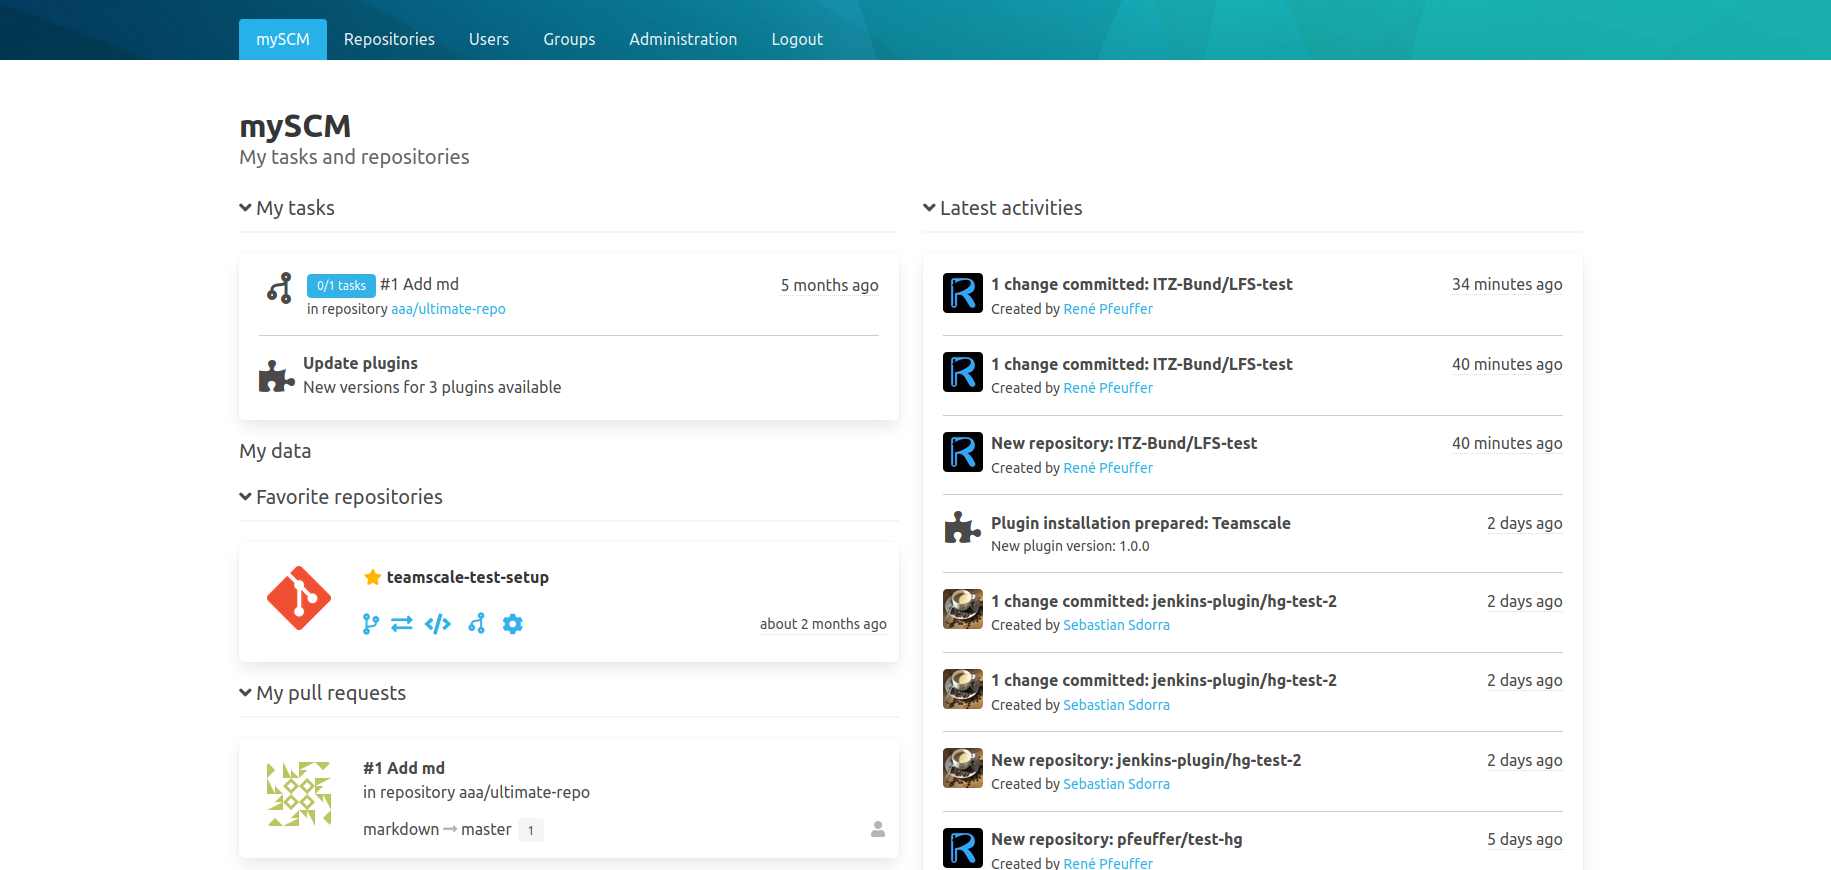 mySCM Repositories Users Groups Administration Logout
mySCM
My tasks and repositories
My tasks
0/1 tasks #1 Add md 5 months ago
in repository aaa/ultimate-repo
Update plugins
New versions for 3 plugins available
My data
Favorite repositories
teamscale-test-setup
about 2 months ago
My pull requests
#1 Add md
in repository aaa/ultimate-repo
markdown master 1
Latest activities
1 change committed: ITZ-Bund/LFS-test 34 minutes ago
Created by René Pfeuffer
1 change committed: ITZ-Bund/LFS-test 40 minutes ago
Created by René Pfeuffer
New repository: ITZ-Bund/LFS-test 40 minutes ago
Created by René Pfeuffer
Plugin installation prepared: Teamscale 2 days ago
New plugin version: 1.0.0
1 change committed: jenkins-plugin/hg-test-2 2 days ago
Created by Sebastian Sdorra
1 change committed: jenkins-plugin/hg-test-2 2 days ago
Created by Sebastian Sdorra
New repository: jenkins-plugin/hg-test-2 2 days ago
Created by Sebastian Sdorra
New repository: pfeuffer/test-hg 5 days ago
Created by René Pfeuffer